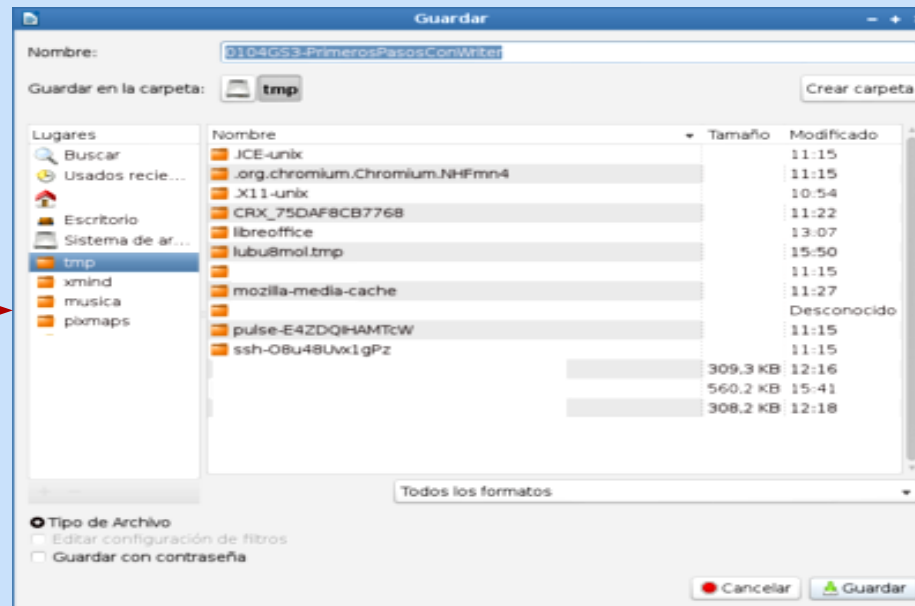 Guardar
Nombre: 0104GS3-PrimerosPasosConWriter
Guardar en la carpeta: tmp Crear carpeta
Lugares Nombre Tamaño Modificado
Buscar .ICE-unix 11:15
Usados recie... .org.chromium.Chromium.NHFmn4 11:15
.X11-unix 10:54
Escritorio CRX_75DAF8CB7768 11:22
Sistema de ar... libreoffice 13:07
tmp lubu8mol.tmp 15:50
xmind 11:15
musica mozilla-media-cache 11:27
pixmaps Desconocido
pulse-E4ZDQIHAMTcW 11:15
ssh-O8u48Uvx1gPz 11:15
309,3 KB 12:16
560,2 KB 15:41
308,2 KB 12:18
Todos los formatos
Tipo de Archivo
Editar configuración de filtros
Guardar con contraseña
Cancelar Guardar